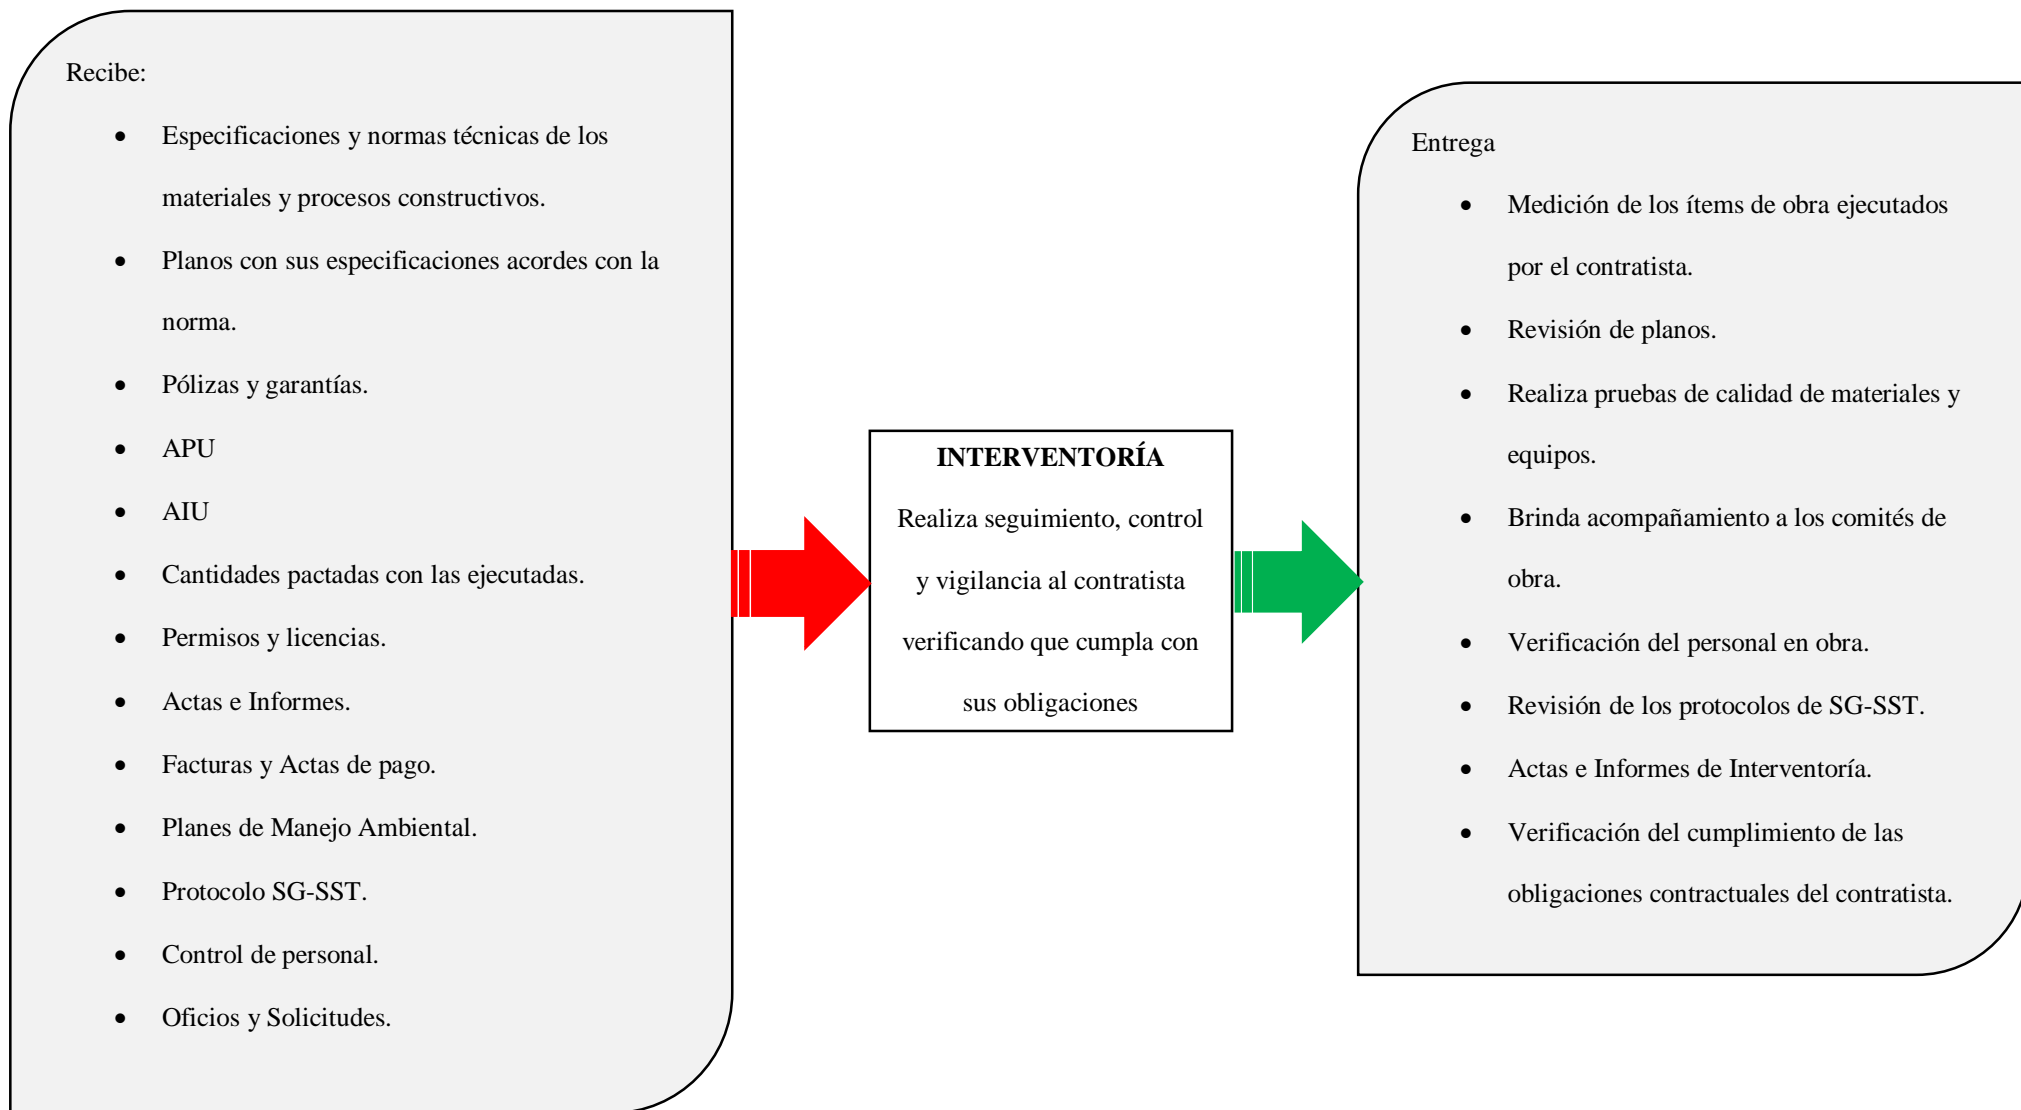 Recibe:
• Especificaciones y normas técnicas de los
materiales y procesos constructivos.
• Planos con sus especificaciones acordes con la
norma.
• Pólizas y garantías.
• APU
• AIU
• Cantidades pactadas con las ejecutadas.
• Permisos y licencias.
• Actas e Informes.
• Facturas y Actas de pago.
• Planes de Manejo Ambiental.
• Protocolo SG-SST.
• Control de personal.
• Oficios y Solicitudes.
INTERVENTORÍA
Realiza seguimiento, control
y vigilancia al contratista
verificando que cumpla con
sus obligaciones
Entrega
• Medición de los ítems de obra ejecutados
por el contratista.
• Revisión de planos.
• Realiza pruebas de calidad de materiales y
equipos.
• Brinda acompañamiento a los comités de
obra.
• Verificación del personal en obra.
• Revisión de los protocolos de SG-SST.
• Actas e Informes de Interventoría.
• Verificación del cumplimiento de las
obligaciones contractuales del contratista.